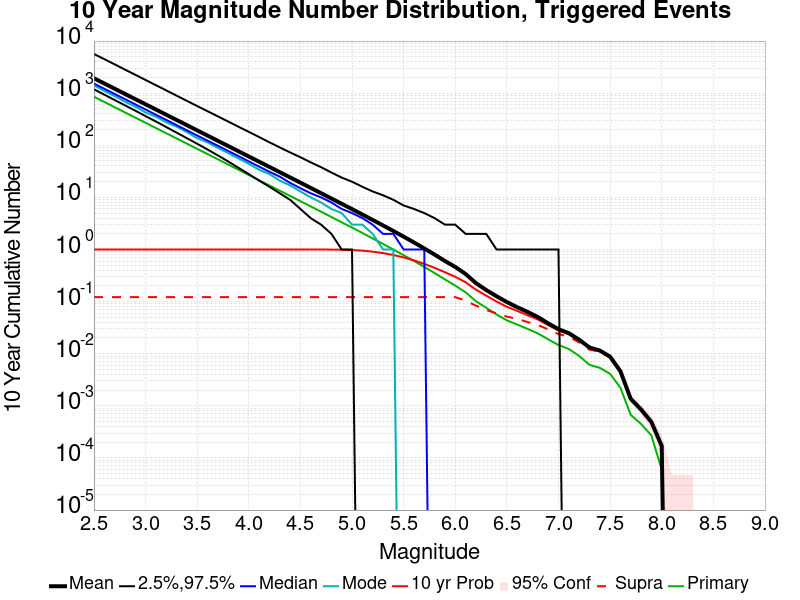 10 Year Magnitude Number Distribution, Triggered Events
10^4
10^3
10^2
10^1
10^0
10^-1
10^-2
10^-3
10^-4
10^-5
10 Year Cumulative Number
2.5 3.0 3.5 4.0 4.5 5.0 5.5 6.0 6.5 7.0 7.5 8.0 8.5 9.0
Magnitude
Mean 2.5%,97.5% Median Mode 10 yr Prob 95% Conf Supra Primary